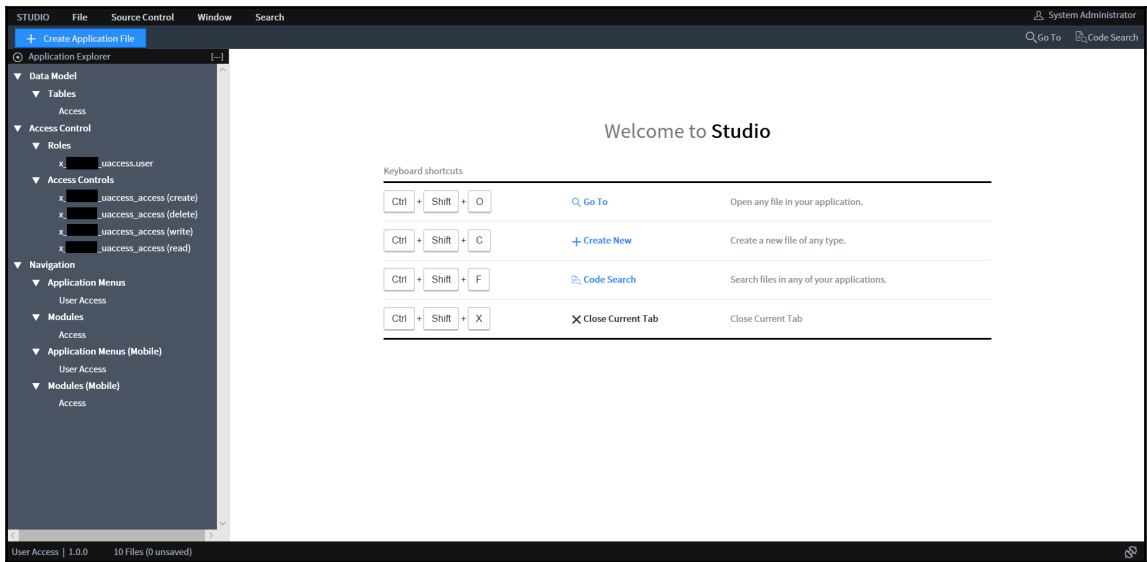 STUDIO File Source Control Window Search System Administrator
Create Application File Go To Code Search
Application Explorer [--]
Data Model
Tables
Access
Access Control
Roles
x_ _uaccess.user
Access Controls
x_ _uaccess_access (create)
x_ _uaccess_access (delete)
x_ _uaccess_access (write)
x_ _uaccess_access (read)
Navigation
Application Menus
User Access
Modules
Access
Application Menus (Mobile)
User Access
Modules (Mobile)
Access
Welcome to Studio
Keyboard shortcuts
Ctrl + Shift + O Go To Open any file in your application.
Ctrl + Shift + C Create New Create a new file of any type.
Ctrl + Shift + F Code Search Search files in any of your applications.
Ctrl + Shift + X Close Current Tab Close Current Tab
User Access | 1.0.0 10 Files (0 unsaved)